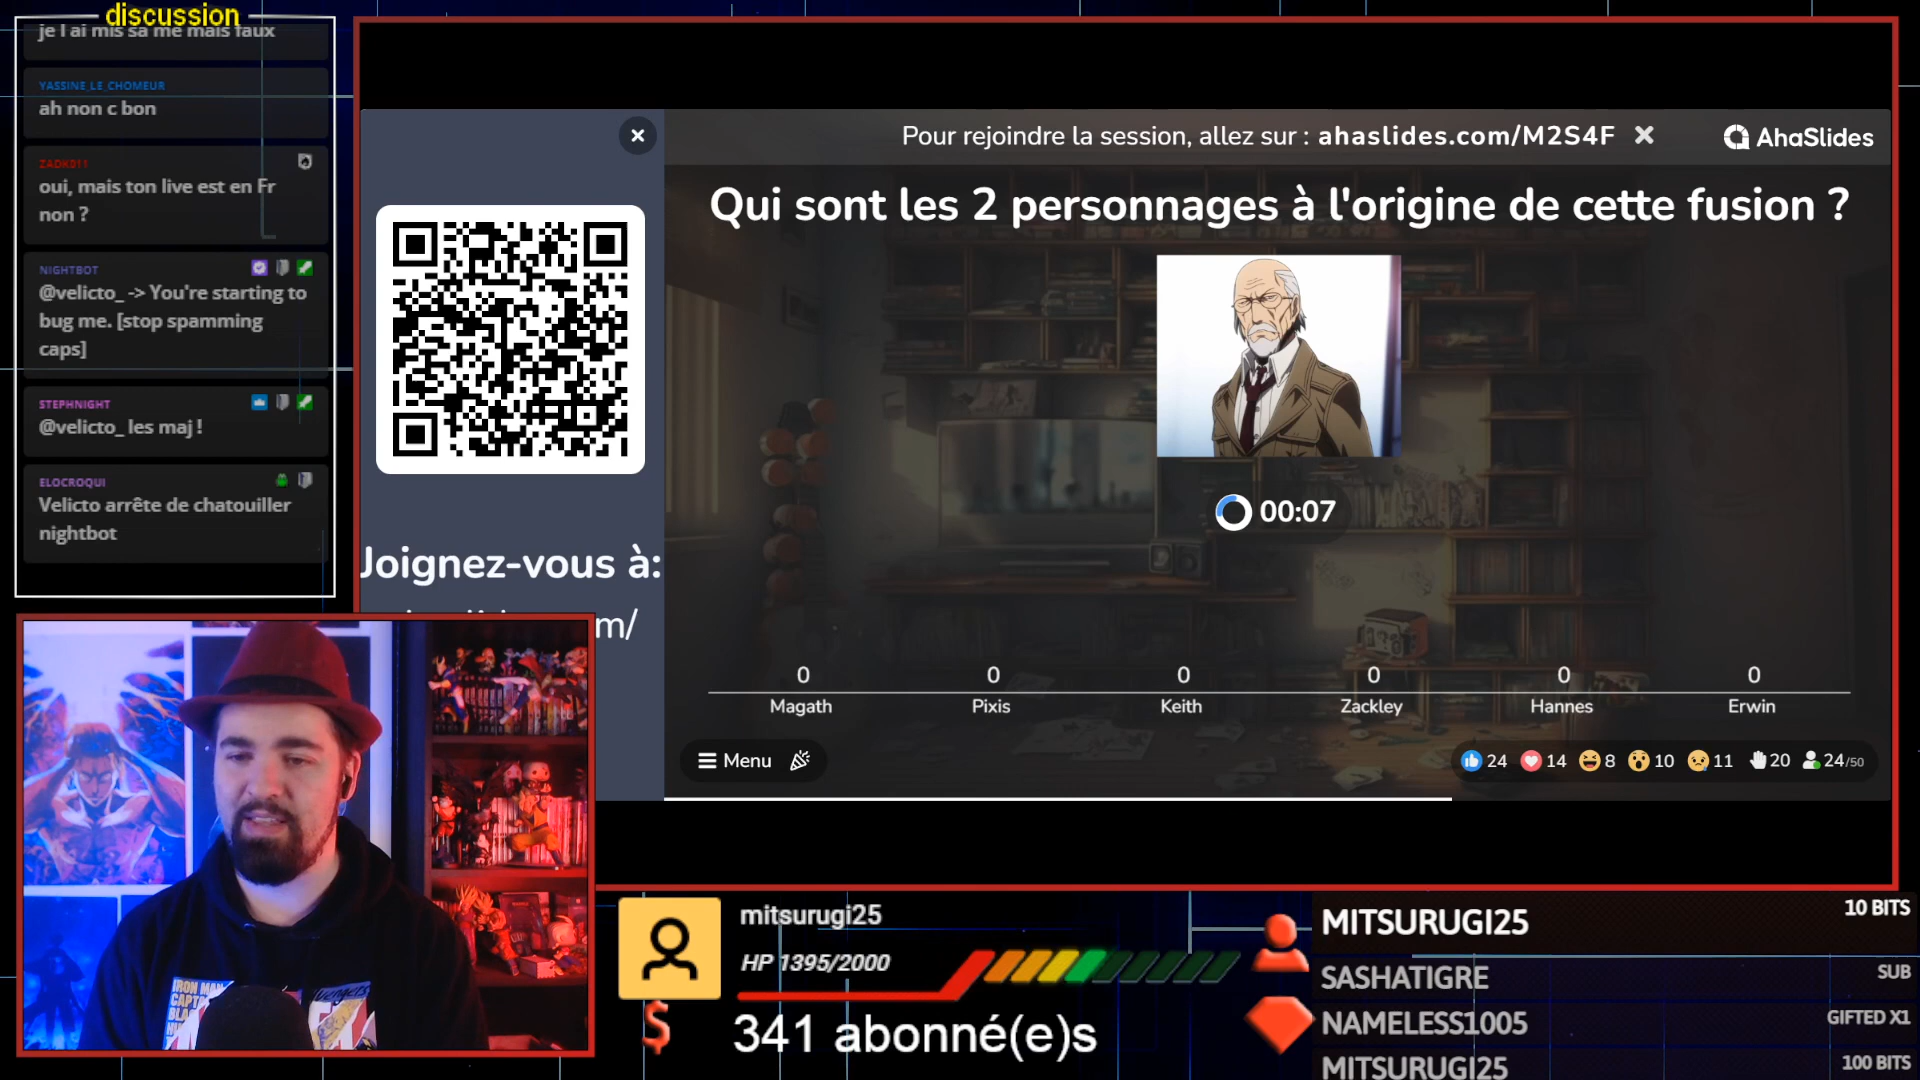 discussion
je l ai mis sa me mais faux
YASSINE_LE_CHOMEUR
ah non c bon
ZADKD11
oui, mais ton live est en Fr
non ?
NIGHTBOT
@velicto_ -> You're starting to
bug me. [stop spamming
caps]
STEPHNIGHT
@velicto_ les maj !
ELOCROQUI
Velicto arrête de chatouiller
nightbot
Pour rejoindre la session, allez sur : ahaslides.com/M2S4F
AhaSlides
Qui sont les 2 personnages à l'origine de cette fusion ?
00:07
Joignez-vous à:
m/
0 0 0 0 0 0
Magath Pixis Keith Zackley Hannes Erwin
Menu
24 14 8 10 11 20 24/50
IRON MAN
mitsurugi25
HP 1395/2000
341 abonné(e)s
MITSURUGI25 10 BITS
SASHATIGRE SUB
NAMELESS1005 GIFTED X1
MITSURUGI25 100 BITS